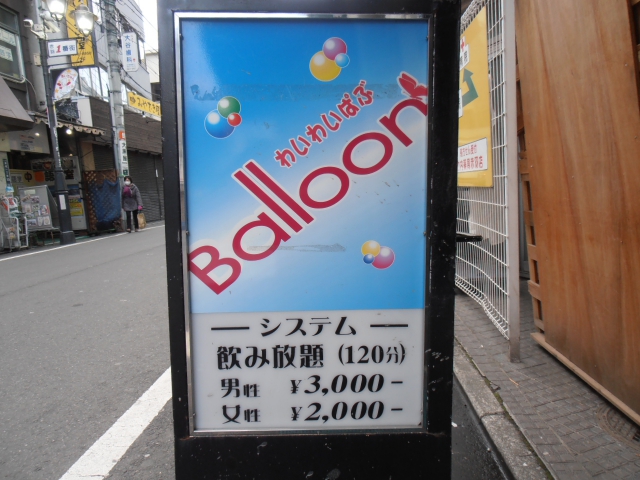 わいわいぱぶ
Balloon
システム
飲み放題 (120分)
男性 ¥3,000-
女性 ¥2,000-